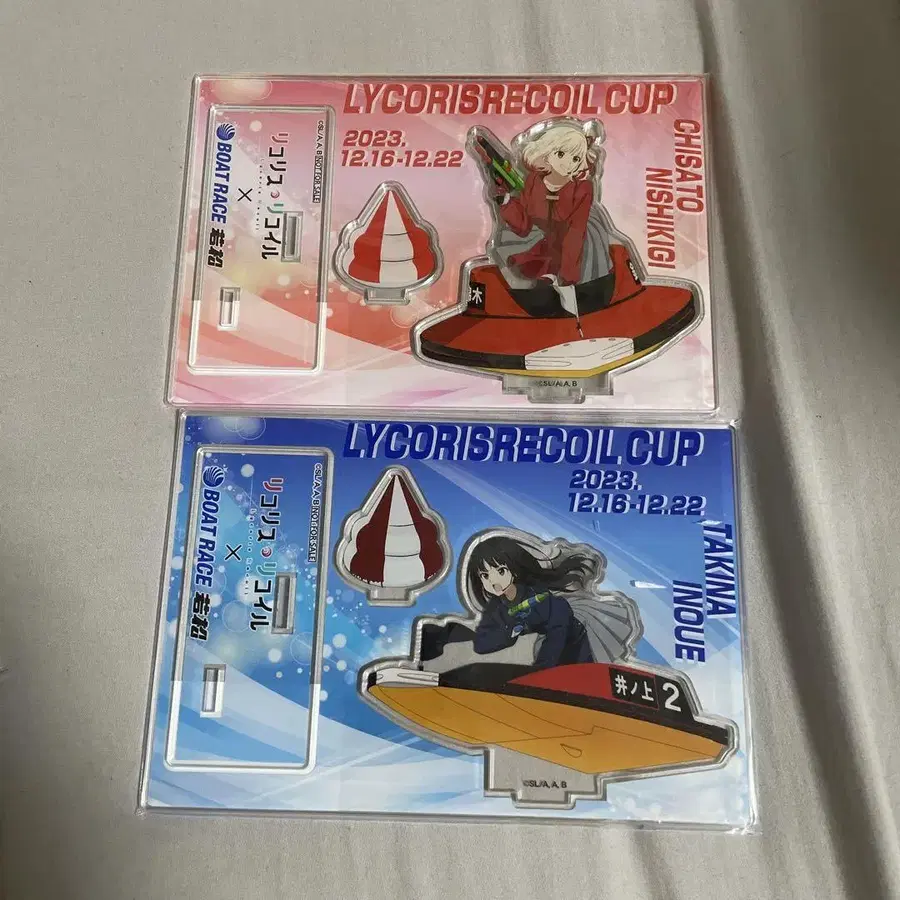 LYCORIS RECOIL CUP
2023.
12.16-12.22
CHISATO
NISHIKIGI
©SL/A, A, B NOT FOR SALE
リコリス・リコイル
×
BOAT RACE 若松
木
©SL/A, A, B
LYCORIS RECOIL CUP
2023.
12.16-12.22
TAKINA
INOUE
©SL/A, A, B NOT FOR SALE
リコリス・リコイル
×
BOAT RACE 若松
井ノ上 2
©SL/A, A, B